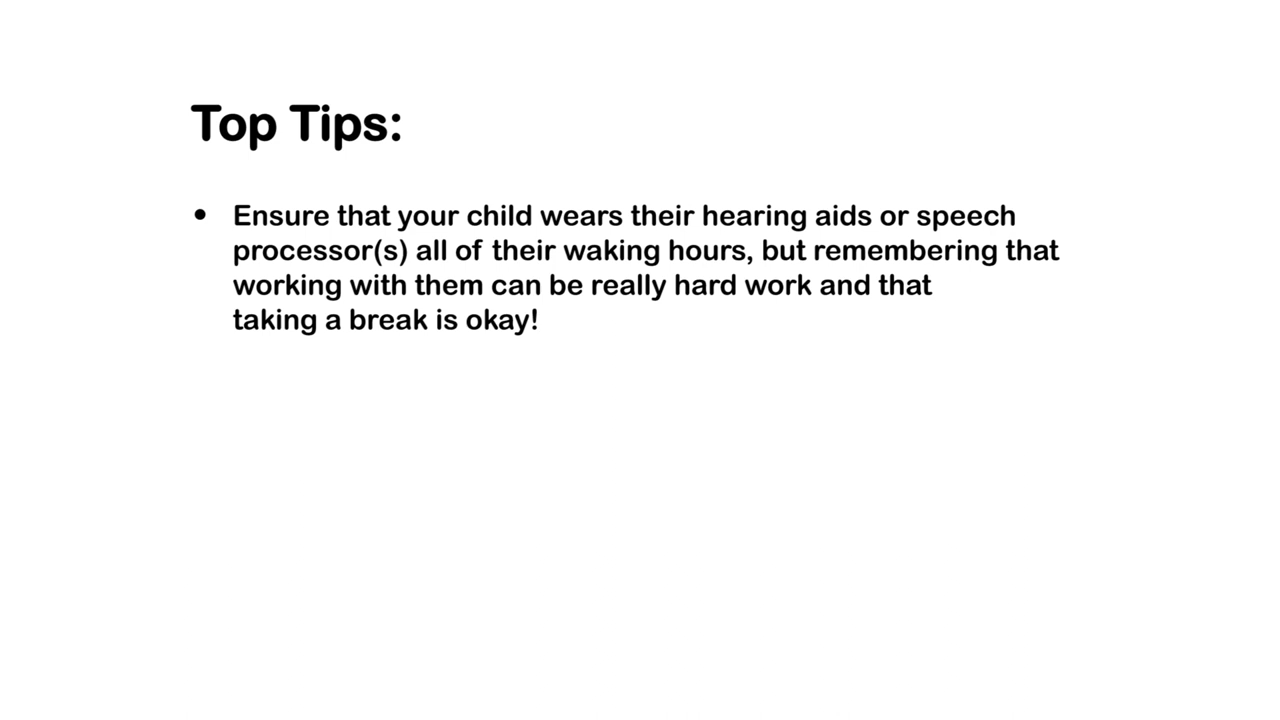 Top Tips:
• Ensure that your child wears their hearing aids or speech
processor(s) all of their waking hours, but remembering that
working with them can be really hard work and that
taking a break is okay!